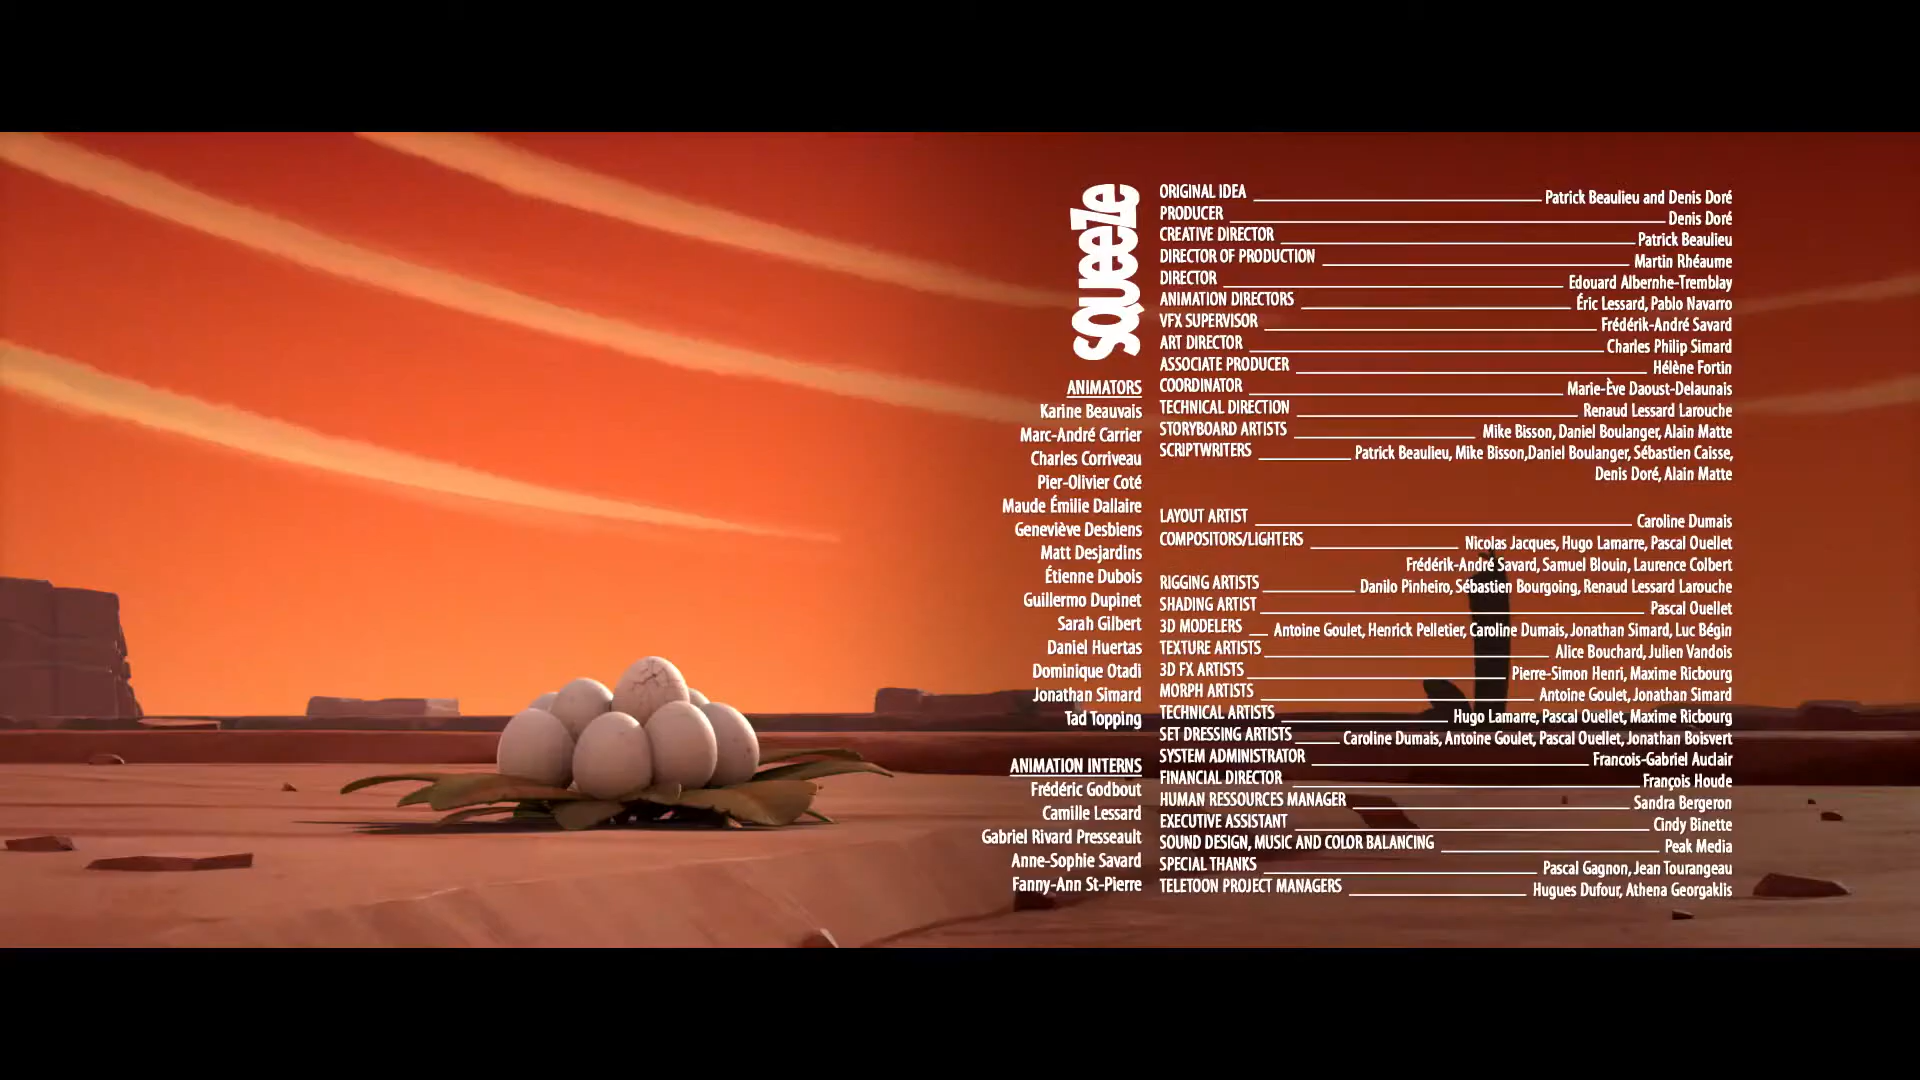 squeeze
ANIMATORS
Karine Beauvais
Marc-André Carrier
Charles Corriveau
Pier-Olivier Coté
Maude Émilie Dallaire
Geneviève Desbiens
Matt Desjardins
Étienne Dubois
Guillermo Dupinet
Sarah Gilbert
Daniel Huertas
Dominique Otadi
Jonathan Simard
Tad Topping
ANIMATION INTERNS
Frédéric Godbout
Camille Lessard
Gabriel Rivard Presseault
Anne-Sophie Savard
Fanny-Ann St-Pierre
ORIGINAL IDEA Patrick Beaulieu and Denis Doré
PRODUCER Denis Doré
CREATIVE DIRECTOR Patrick Beaulieu
DIRECTOR OF PRODUCTION Martin Rhéaume
DIRECTOR Edouard Albernhe-Tremblay
ANIMATION DIRECTORS Éric Lessard, Pablo Navarro
VFX SUPERVISOR Frédérik-André Savard
ART DIRECTOR Charles Philip Simard
ASSOCIATE PRODUCER Hélène Fortin
COORDINATOR Marie-Ève Daoust-Delaunais
TECHNICAL DIRECTION Renaud Lessard Larouche
STORYBOARD ARTISTS Mike Bisson, Daniel Boulanger, Alain Matte
SCRIPTWRITERS Patrick Beaulieu, Mike Bisson,Daniel Boulanger, Sébastien Caisse,
Denis Doré, Alain Matte
LAYOUT ARTIST Caroline Dumais
COMPOSITORS/LIGHTERS Nicolas Jacques, Hugo Lamarre, Pascal Ouellet
Frédérik-André Savard, Samuel Blouin, Laurence Colbert
RIGGING ARTISTS Danilo Pinheiro, Sébastien Bourgoing, Renaud Lessard Larouche
SHADING ARTIST Pascal Ouellet
3D MODELERS Antoine Goulet, Henrick Pelletier, Caroline Dumais, Jonathan Simard, Luc Bégin
TEXTURE ARTISTS Alice Bouchard, Julien Vandois
3D FX ARTISTS Pierre-Simon Henri, Maxime Ricbourg
MORPH ARTISTS Antoine Goulet, Jonathan Simard
TECHNICAL ARTISTS Hugo Lamarre, Pascal Ouellet, Maxime Ricbourg
SET DRESSING ARTISTS Caroline Dumais, Antoine Goulet, Pascal Ouellet, Jonathan Boisvert
SYSTEM ADMINISTRATOR Francois-Gabriel Auclair
FINANCIAL DIRECTOR François Houde
HUMAN RESSOURCES MANAGER Sandra Bergeron
EXECUTIVE ASSISTANT Cindy Binette
SOUND DESIGN, MUSIC AND COLOR BALANCING Peak Media
SPECIAL THANKS Pascal Gagnon, Jean Tourangeau
TELETOON PROJECT MANAGERS Hugues Dufour, Athena Georgaklis